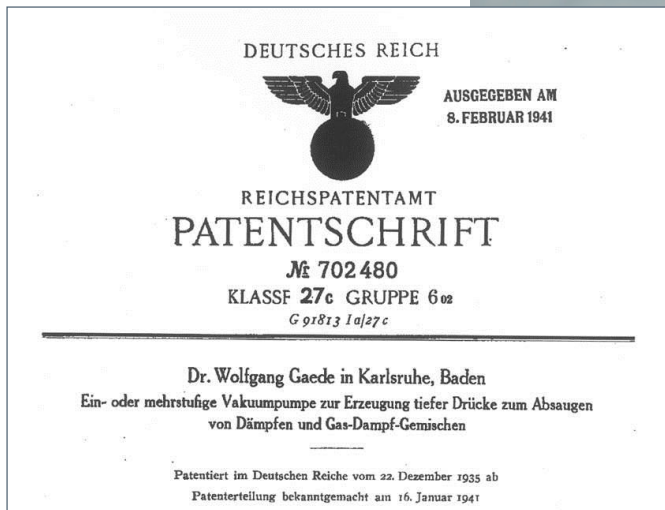 DEUTSCHES REICH
AUSGEGEBEN AM
8. FEBRUAR 1941
REICHSPATENTAMT
PATENTSCHRIFT
№ 702480
KLASSE 27c GRUPPE 6 02
G 91813 Ia/27c
Dr. Wolfgang Gaede in Karlsruhe, Baden
Ein- oder mehrstufige Vakuumpumpe zur Erzeugung tiefer Drücke zum Absaugen
von Dämpfen und Gas-Dampf-Gemischen
Patentiert im Deutschen Reiche vom 22. Dezember 1935 ab
Patenterteilung bekanntgemacht am 16. Januar 1941